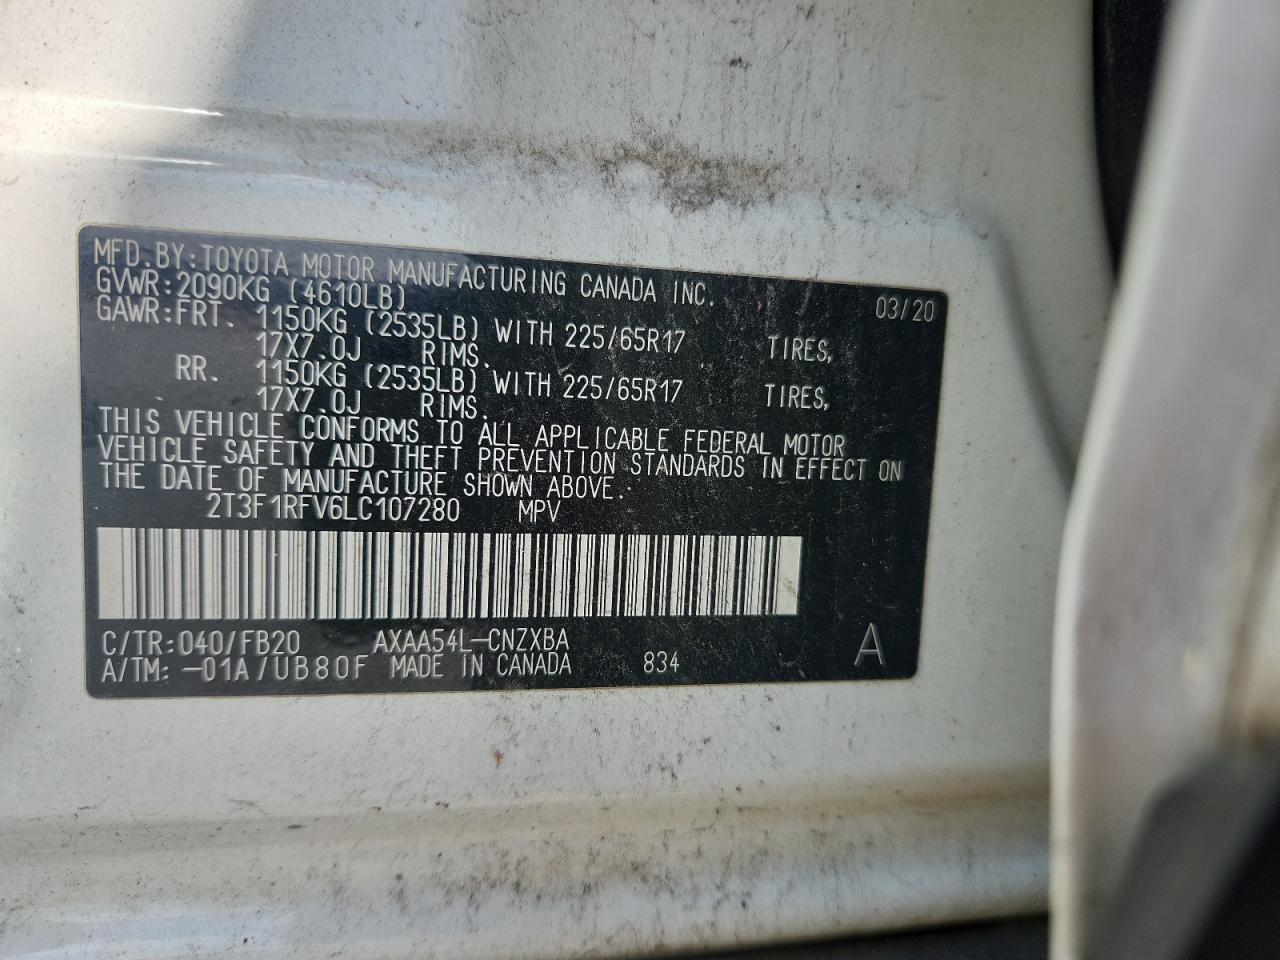 MFD.BY:TOYOTA MOTOR MANUFACTURING CANADA INC.
GVWR:2090KG (4610LB) 03/20
GAWR:FRT. 1150KG (2535LB) WITH 225/65R17 TIRES,
17X7.0J RIMS.
RR. 1150KG (2535LB) WITH 225/65R17 TIRES,
17X7.0J RIMS.
THIS VEHICLE CONFORMS TO ALL APPLICABLE FEDERAL MOTOR
VEHICLE SAFETY AND THEFT PREVENTION STANDARDS IN EFFECT ON
THE DATE OF MANUFACTURE SHOWN ABOVE.
2T3F1RFV6LC107280 MPV
C/TR:040/FB20 AXAA54L-CNZXBA
A/TM:-01A/UB80F MADE IN CANADA 834 A